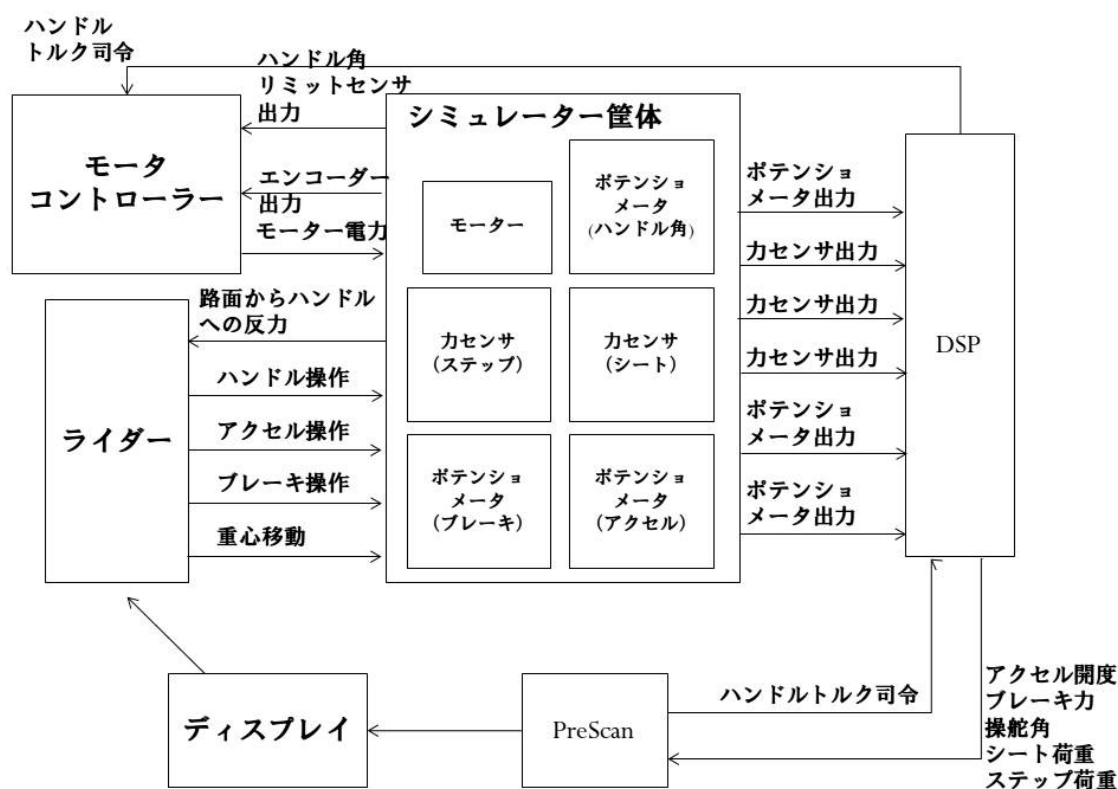 ハンドル
トルク司令
ハンドル角
リミットセンサ
出力
モータ
コントローラー
エンコーダー
出力
モーター電力
シミュレーター筐体
モーター
ポテンショ
メータ
(ハンドル角)
力センサ
(ステップ)
力センサ
(シート)
ポテンショ
メータ
(ブレーキ)
ポテンショ
メータ
(アクセル)
ポテンショ
メータ出力
力センサ出力
力センサ出力
力センサ出力
ポテンショ
メータ出力
ポテンショ
メータ出力
DSP
路面からハンドル
への反力
ハンドル操作
アクセル操作
ブレーキ操作
重心移動
ライダー
ディスプレイ
PreScan
ハンドルトルク司令
アクセル開度
ブレーキ力
操舵角
シート荷重
ステップ荷重